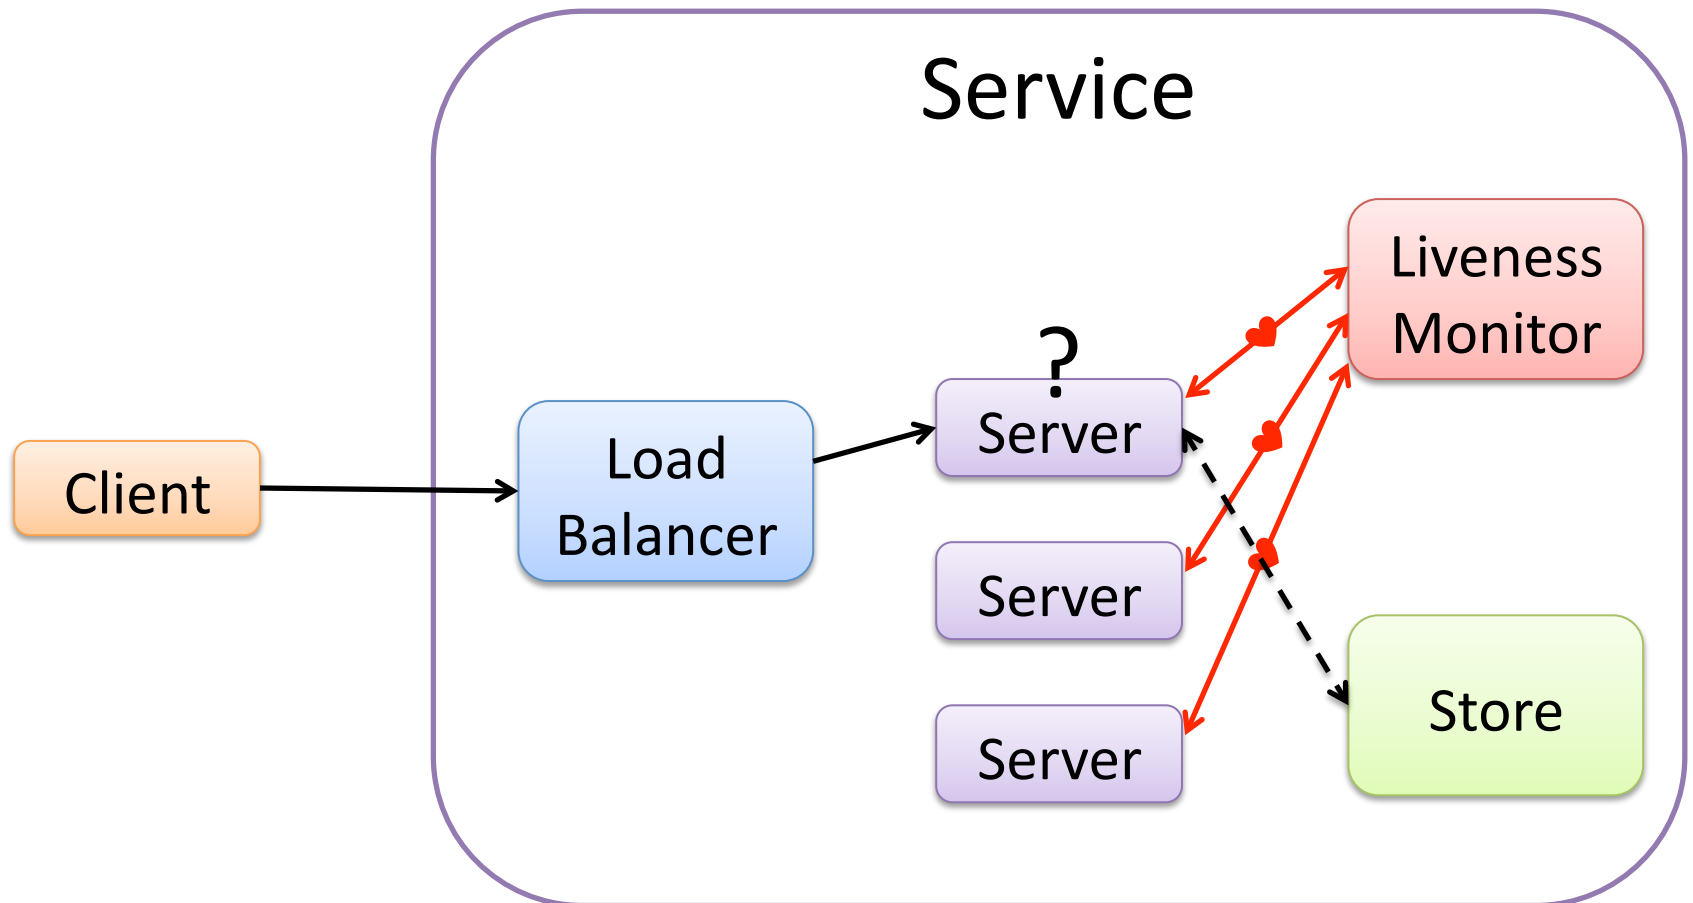 Service
Liveness
Monitor
?
Server
Load
Balancer
Client
Server
Server
Store